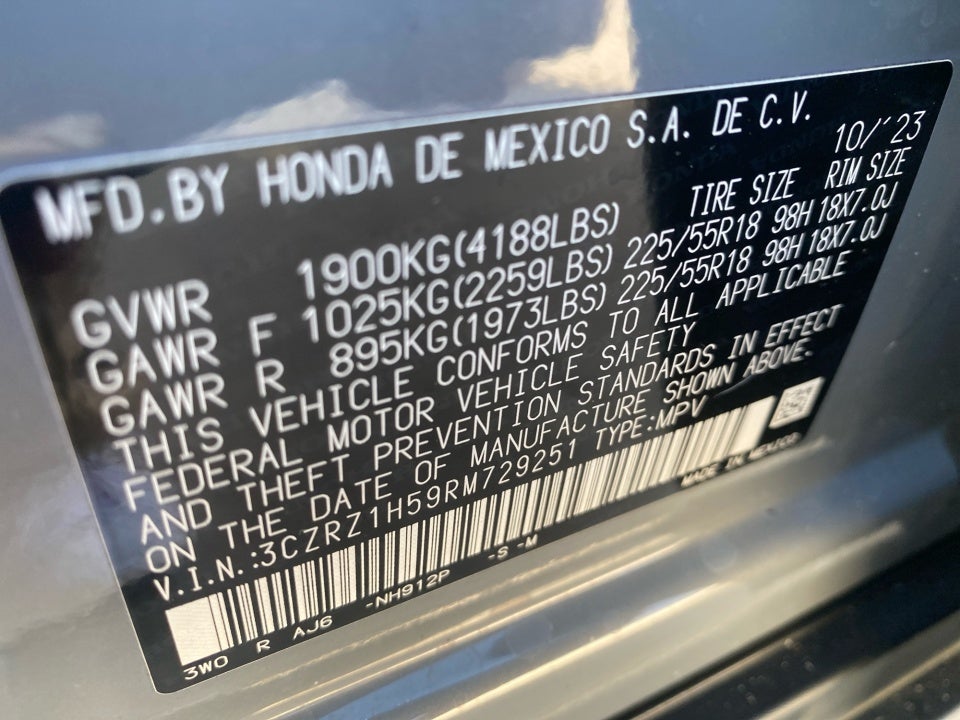 MFD.BY HONDA DE MEXICO S.A. DE C.V.
10/'23
TIRE SIZE RIM SIZE
GVWR 1900KG(4188LBS)
GAWR F 1025KG(2259LBS) 225/55R18 98H 18X7.0J
GAWR R 895KG(1973LBS) 225/55R18 98H 18X7.0J
THIS VEHICLE CONFORMS TO ALL APPLICABLE
FEDERAL MOTOR VEHICLE SAFETY
AND THEFT PREVENTION STANDARDS IN EFFECT
ON THE DATE OF MANUFACTURE SHOWN ABOVE.
V.I.N.:3CZRZ1H59RM729251 TYPE:MPV
MADE IN MEXICO
3WO R AJ6 -NH912P -S -M